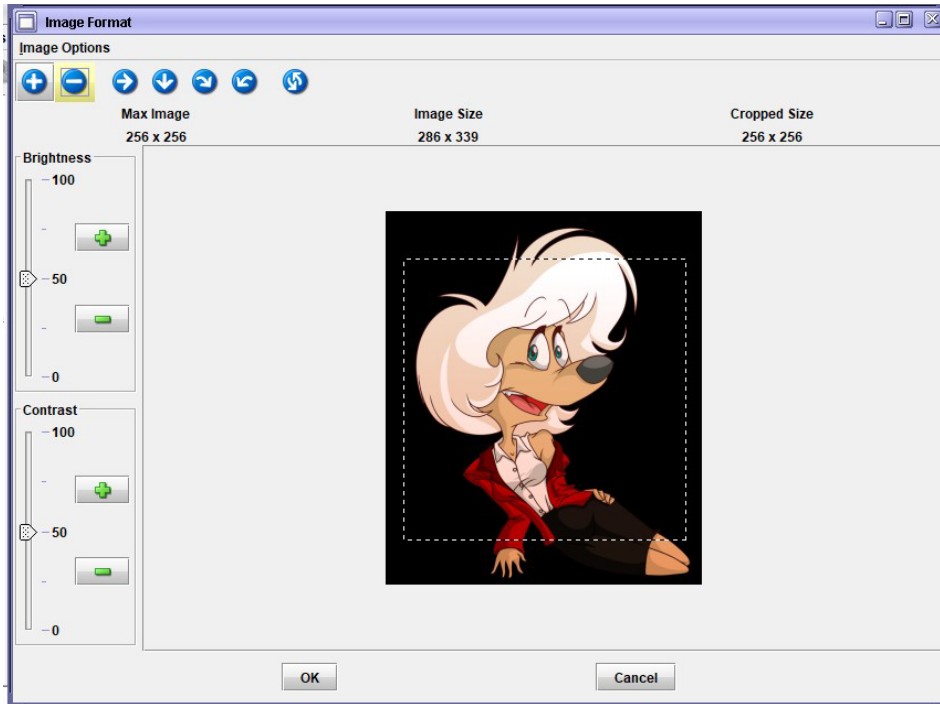 Image Format
Image Options
Max Image Image Size Cropped Size
256 x 256 286 x 339 256 x 256
Brightness
100
50
0
Contrast
100
50
0
OK Cancel